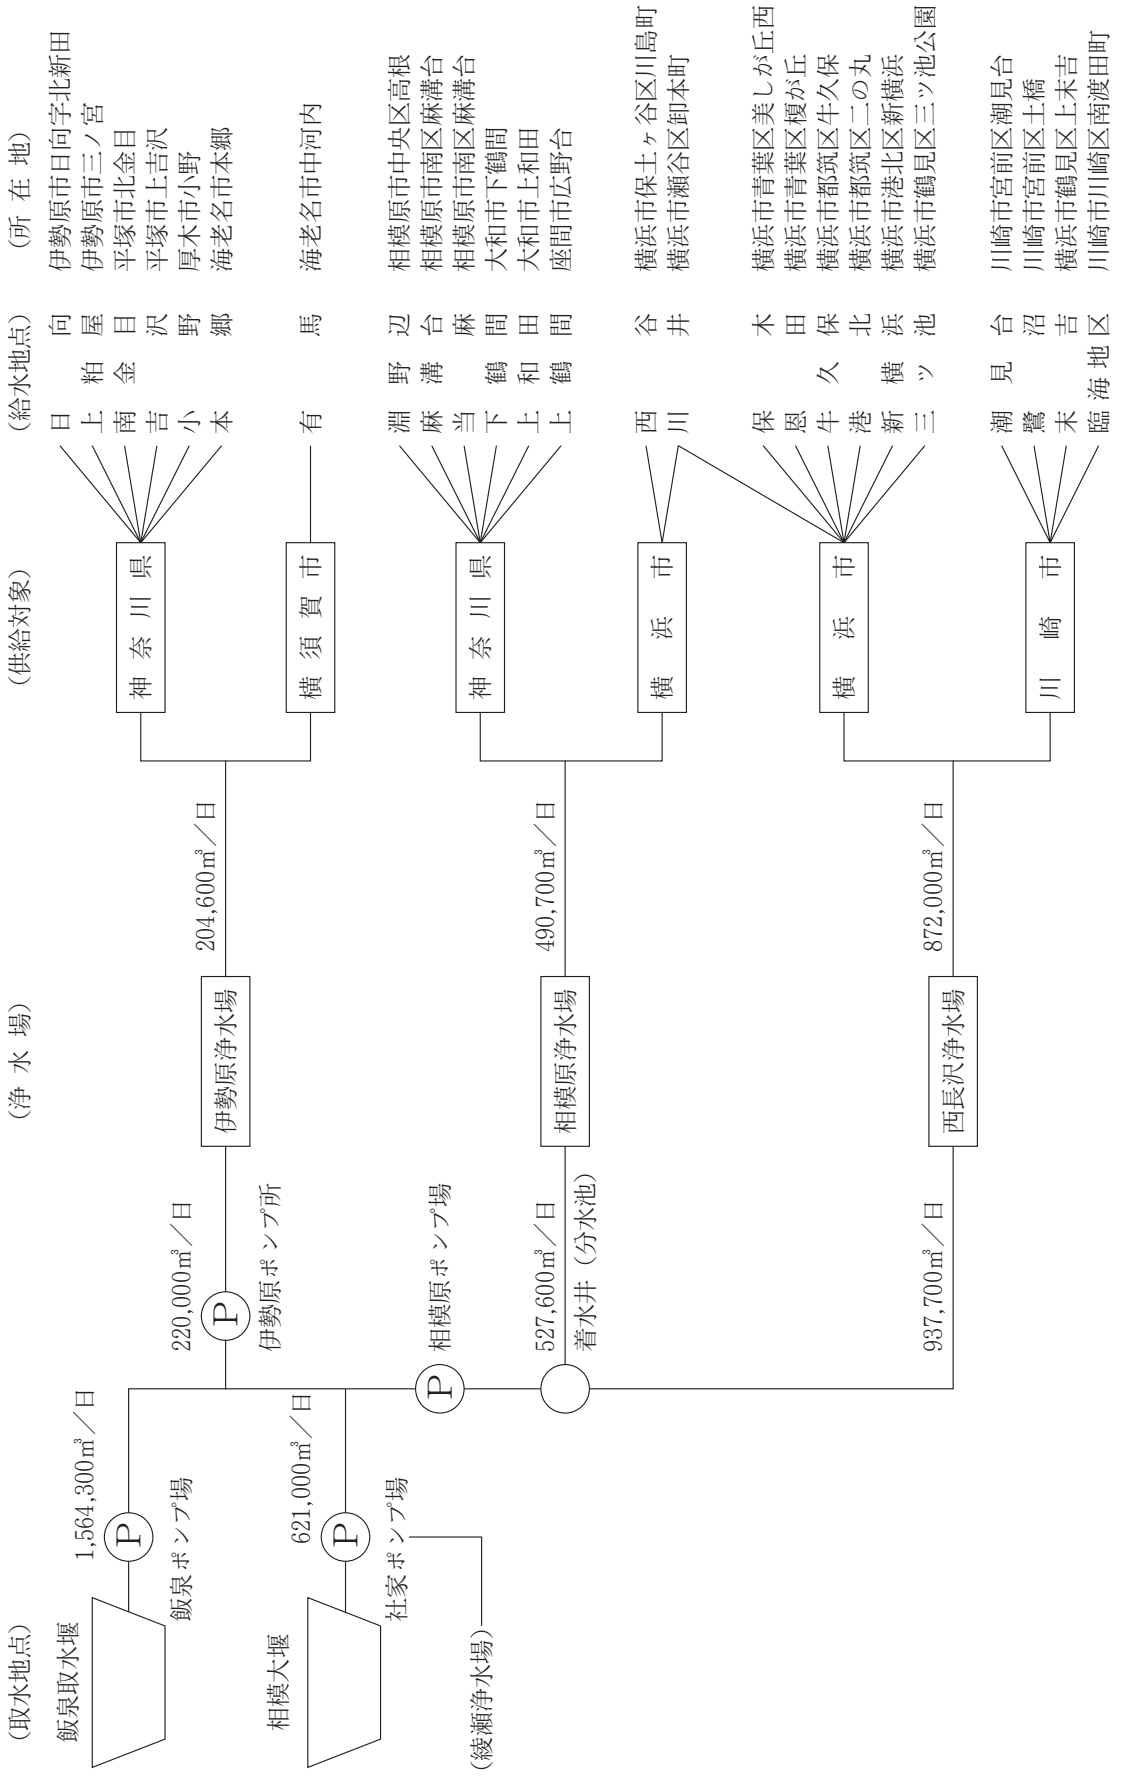 (取水地点)
(浄 水 場)
(供給対象)
(給水地点)
(所 在 地)
飯泉取水堰
1,564,300㎥/日
P
飯泉ポンプ場
相模大堰
621,000㎥/日
P
社家ポンプ場
(綾瀬浄水場)
220,000㎥/日
P
伊勢原ポンプ所
伊勢原浄水場
204,600㎥/日
P
相模原ポンプ場
527,600㎥/日
着水井(分水池)
相模原浄水場
490,700㎥/日
937,700㎥/日
西長沢浄水場
872,000㎥/日
神奈川県
日向 伊勢原市日向字北新田
上粕屋 伊勢原市三ノ宮
南金目 平塚市北金目
吉沢 平塚市上吉沢
小野 厚木市小野
本郷 海老名市本郷
横須賀市
有馬 海老名市中河内
神奈川県
淵野辺 相模原市中央区高根
麻溝台 相模原市南区麻溝台
当麻 相模原市南区麻溝台
下鶴間 大和市下鶴間
上和田 大和市上和田
上鶴間 座間市広野台
横浜市
西谷 横浜市保土ヶ谷区川島町
川井 横浜市瀬谷区卸本町
横浜市
保木 横浜市青葉区美しが丘西
恩田 横浜市青葉区榎が丘
牛久保 横浜市都筑区牛久保
港北 横浜市都筑区二の丸
新横浜 横浜市港北区新横浜
三ツ池 横浜市鶴見区三ツ池公園
川崎市
潮見台 川崎市宮前区潮見台
鷺沼 川崎市宮前区土橋
末吉 横浜市鶴見区上末吉
臨海地区 川崎市川崎区南渡田町